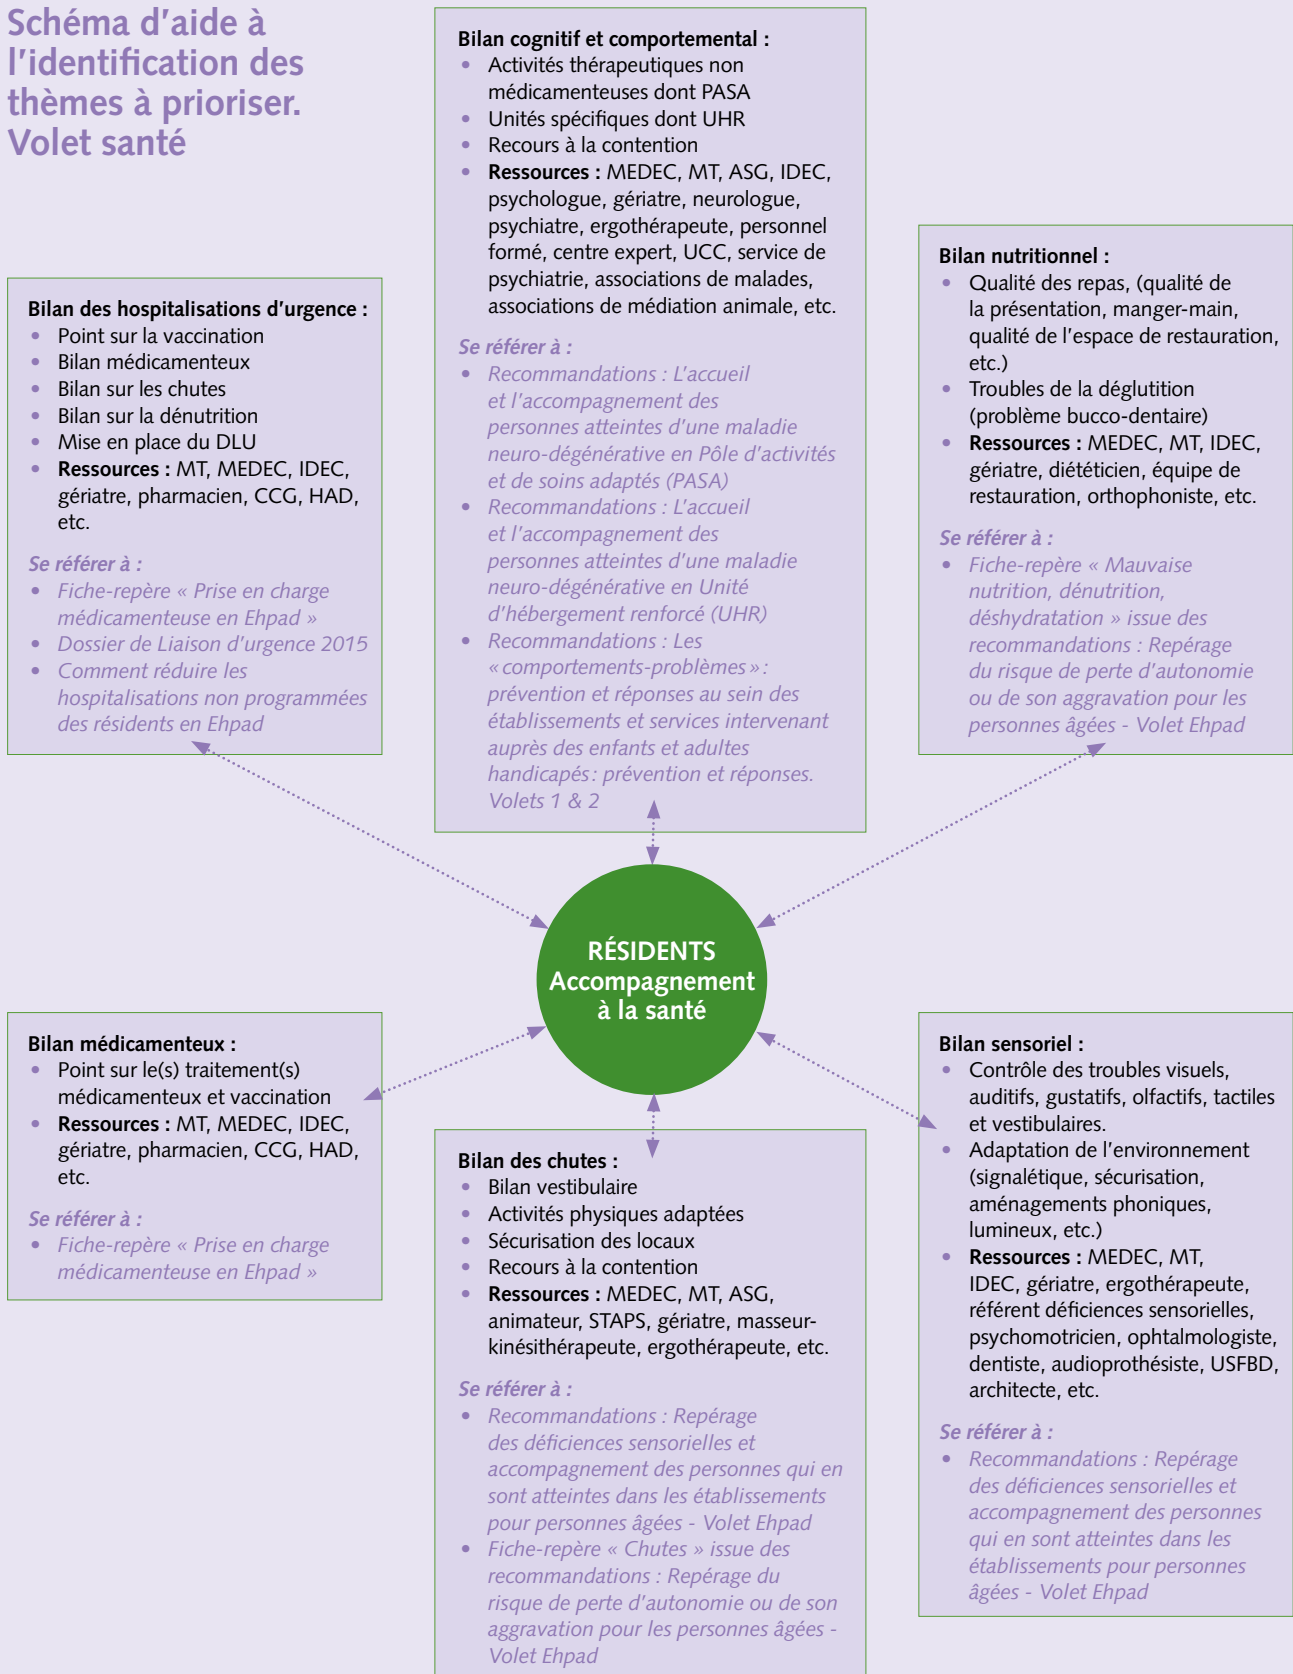 Schéma d'aide à
l'identification des
thèmes à prioriser.
Volet santé
Bilan cognitif et comportemental :
• Activités thérapeutiques non
médicamenteuses dont PASA
• Unités spécifiques dont UHR
• Recours à la contention
• Ressources : MEDEC, MT, ASG, IDEC,
psychologue, gériatre, neurologue,
psychiatre, ergothérapeute, personnel
formé, centre expert, UCC, service de
psychiatrie, associations de malades,
associations de médiation animale, etc.
Se référer à :
• Recommandations : L'accueil
et l'accompagnement des
personnes atteintes d'une maladie
neuro-dégénérative en Pôle d'activités
et de soins adaptés (PASA)
• Recommandations : L'accueil
et l'accompagnement des
personnes atteintes d'une maladie
neuro-dégénérative en Unité
d'hébergement renforcé (UHR)
• Recommandations : Les
« comportements-problèmes » :
prévention et réponses au sein des
établissements et services intervenant
auprès des enfants et adultes
handicapés : prévention et réponses.
Volets 1 & 2
Bilan nutritionnel :
• Qualité des repas, (qualité de
la présentation, manger-main,
qualité de l'espace de restauration,
etc.)
• Troubles de la déglutition
(problème bucco-dentaire)
• Ressources : MEDEC, MT, IDEC,
gériatre, diététicien, équipe de
restauration, orthophoniste, etc.
Se référer à :
• Fiche-repère « Mauvaise
nutrition, dénutrition,
déshydratation » issue des
recommandations : Repérage
du risque de perte d'autonomie
ou de son aggravation pour les
personnes âgées - Volet Ehpad
Bilan des hospitalisations d'urgence :
• Point sur la vaccination
• Bilan médicamenteux
• Bilan sur les chutes
• Bilan sur la dénutrition
• Mise en place du DLU
• Ressources : MT, MEDEC, IDEC,
gériatre, pharmacien, CCG, HAD,
etc.
Se référer à :
• Fiche-repère « Prise en charge
médicamenteuse en Ehpad »
• Dossier de Liaison d'urgence 2015
• Comment réduire les
hospitalisations non programmées
des résidents en Ehpad
RÉSIDENTS
Accompagnement
à la santé
Bilan médicamenteux :
• Point sur le(s) traitement(s)
médicamenteux et vaccination
• Ressources : MT, MEDEC, IDEC,
gériatre, pharmacien, CCG, HAD,
etc.
Se référer à :
• Fiche-repère « Prise en charge
médicamenteuse en Ehpad »
Bilan des chutes :
• Bilan vestibulaire
• Activités physiques adaptées
• Sécurisation des locaux
• Recours à la contention
• Ressources : MEDEC, MT, ASG,
animateur, STAPS, gériatre, masseur-
kinésithérapeute, ergothérapeute, etc.
Se référer à :
• Recommandations : Repérage
des déficiences sensorielles et
accompagnement des personnes qui en
sont atteintes dans les établissements
pour personnes âgées - Volet Ehpad
• Fiche-repère « Chutes » issue des
recommandations : Repérage du
risque de perte d'autonomie ou de son
aggravation pour les personnes âgées -
Volet Ehpad
Bilan sensoriel :
• Contrôle des troubles visuels,
auditifs, gustatifs, olfactifs, tactiles
et vestibulaires.
• Adaptation de l'environnement
(signalétique, sécurisation,
aménagements phoniques,
lumineux, etc.)
• Ressources : MEDEC, MT,
IDEC, gériatre, ergothérapeute,
référent déficiences sensorielles,
psychomotricien, ophtalmologiste,
dentiste, audioprothésiste, USFBD,
architecte, etc.
Se référer à :
• Recommandations : Repérage
des déficiences sensorielles et
accompagnement des personnes
qui en sont atteintes dans les
établissements pour personnes
âgées - Volet Ehpad